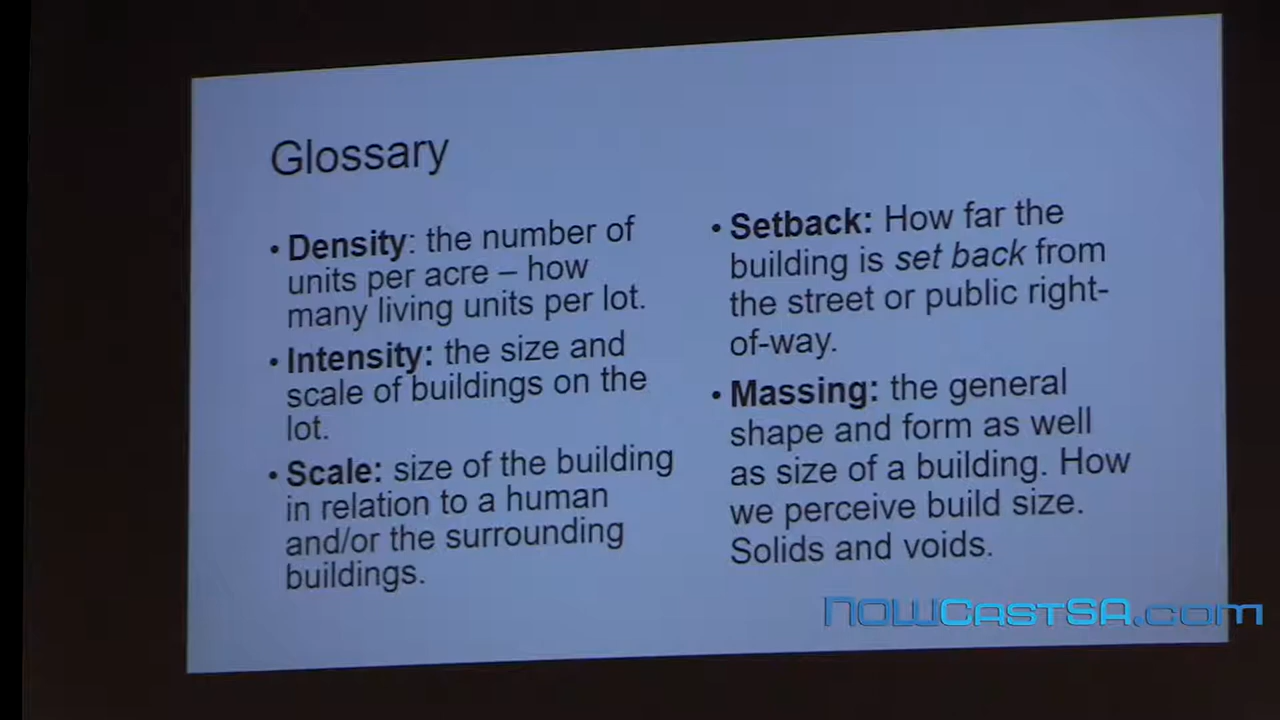 Glossary
• Density: the number of
units per acre – how
many living units per lot.
• Intensity: the size and
scale of buildings on the
lot.
• Scale: size of the building
in relation to a human
and/or the surrounding
buildings.
• Setback: How far the
building is set back from
the street or public right-
of-way.
• Massing: the general
shape and form as well
as size of a building. How
we perceive build size.
Solids and voids.
NOWCastSA.com